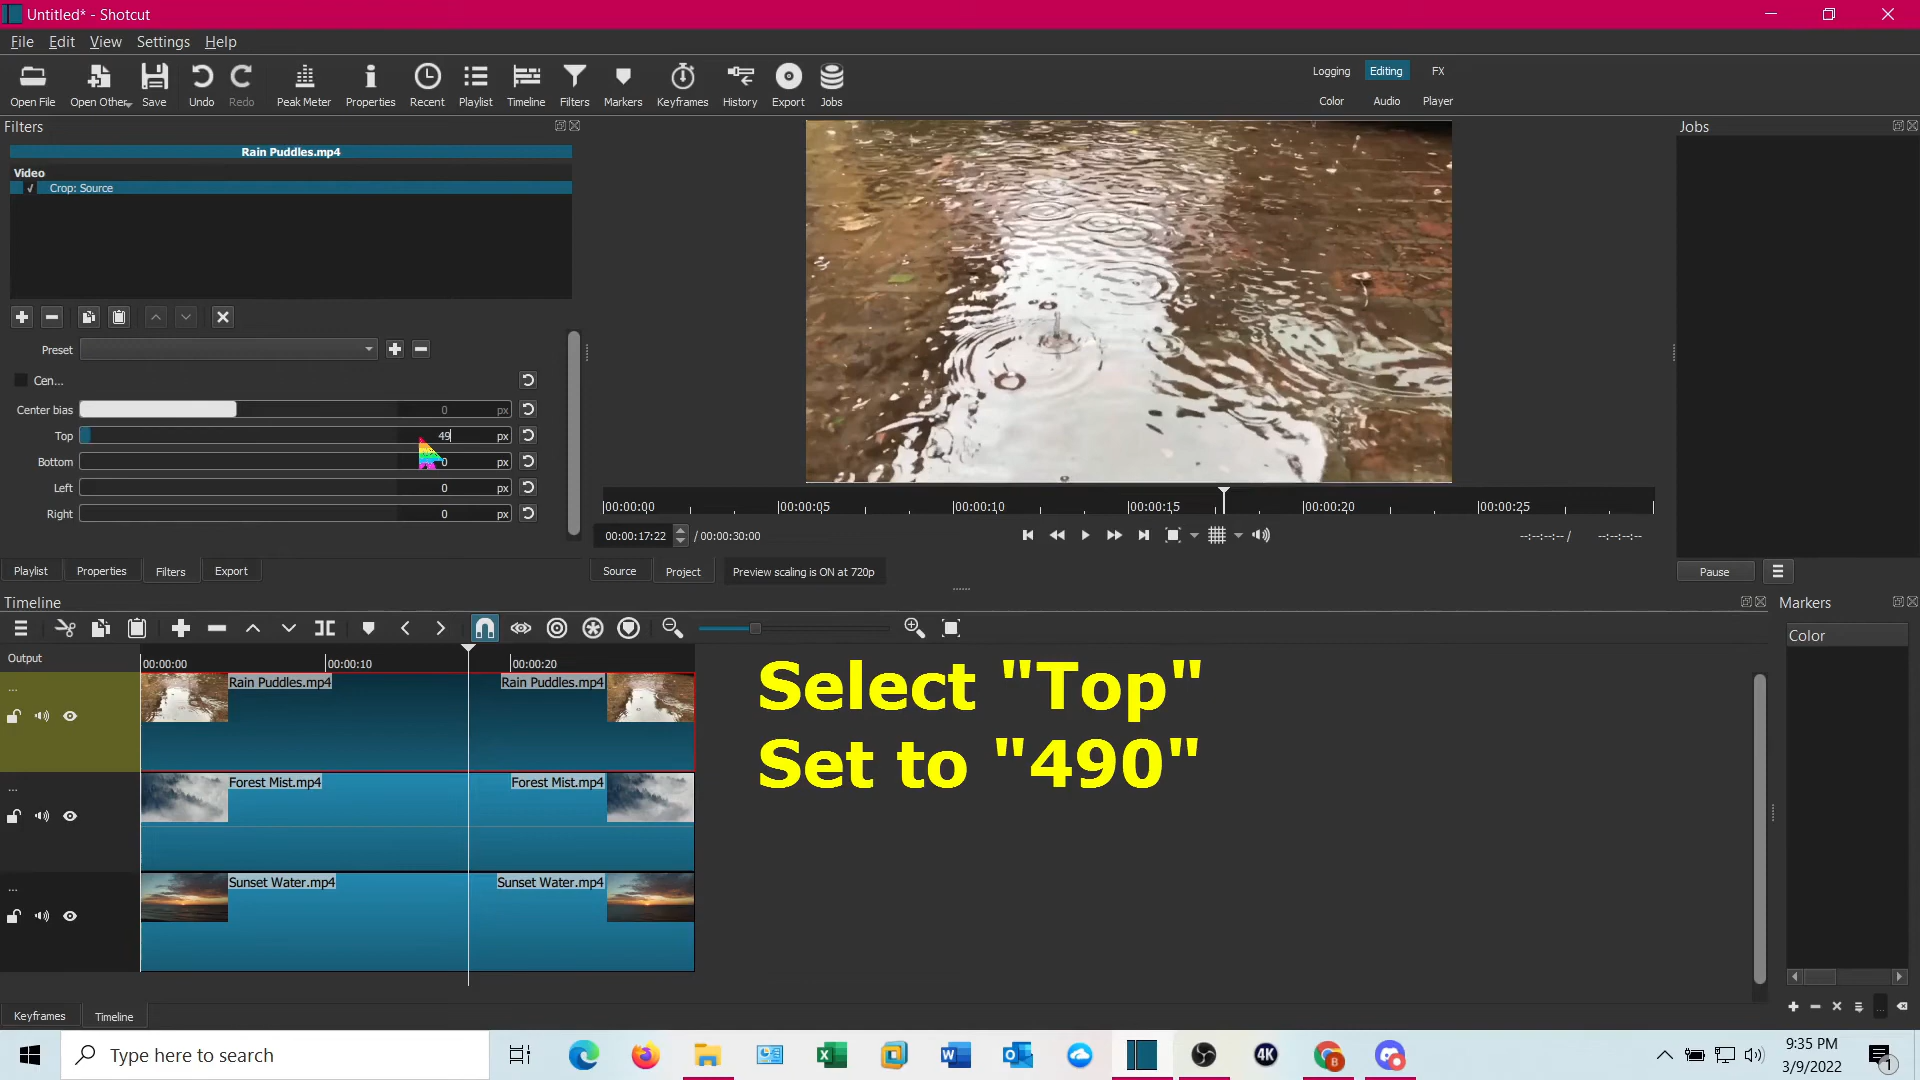 Untitled* - Shotcut
File Edit View Settings Help
Open File Open Other... Save Undo Redo Peak Meter Properties Recent Playlist Timeline Filters Markers Keyframes History Export Jobs
Logging Editing FX
Color Audio Player
Filters
Jobs
Rain Puddles.mp4
Video
✓ Crop: Source
Preset
Cen...
Center bias 0 px
Top 49 px
Bottom 0 px
Left 0 px
Right 0 px
00:00:00 00:00:05 00:00:10 00:00:15 00:00:20 00:00:25
00:00:17:22 / 00:00:30:00
--:--:--:-- / --:--:--:--
Playlist Properties Filters Export
Source Project Preview scaling is ON at 720p
Pause
Timeline
Markers
Color
Output
00:00:00 00:00:10 00:00:20
...
Rain Puddles.mp4 Rain Puddles.mp4
...
Forest Mist.mp4 Forest Mist.mp4
...
Sunset Water.mp4 Sunset Water.mp4
Select "Top"
Set to "490"
...
Keyframes Timeline
Type here to search
4K
B
9:35 PM
3/9/2022
1